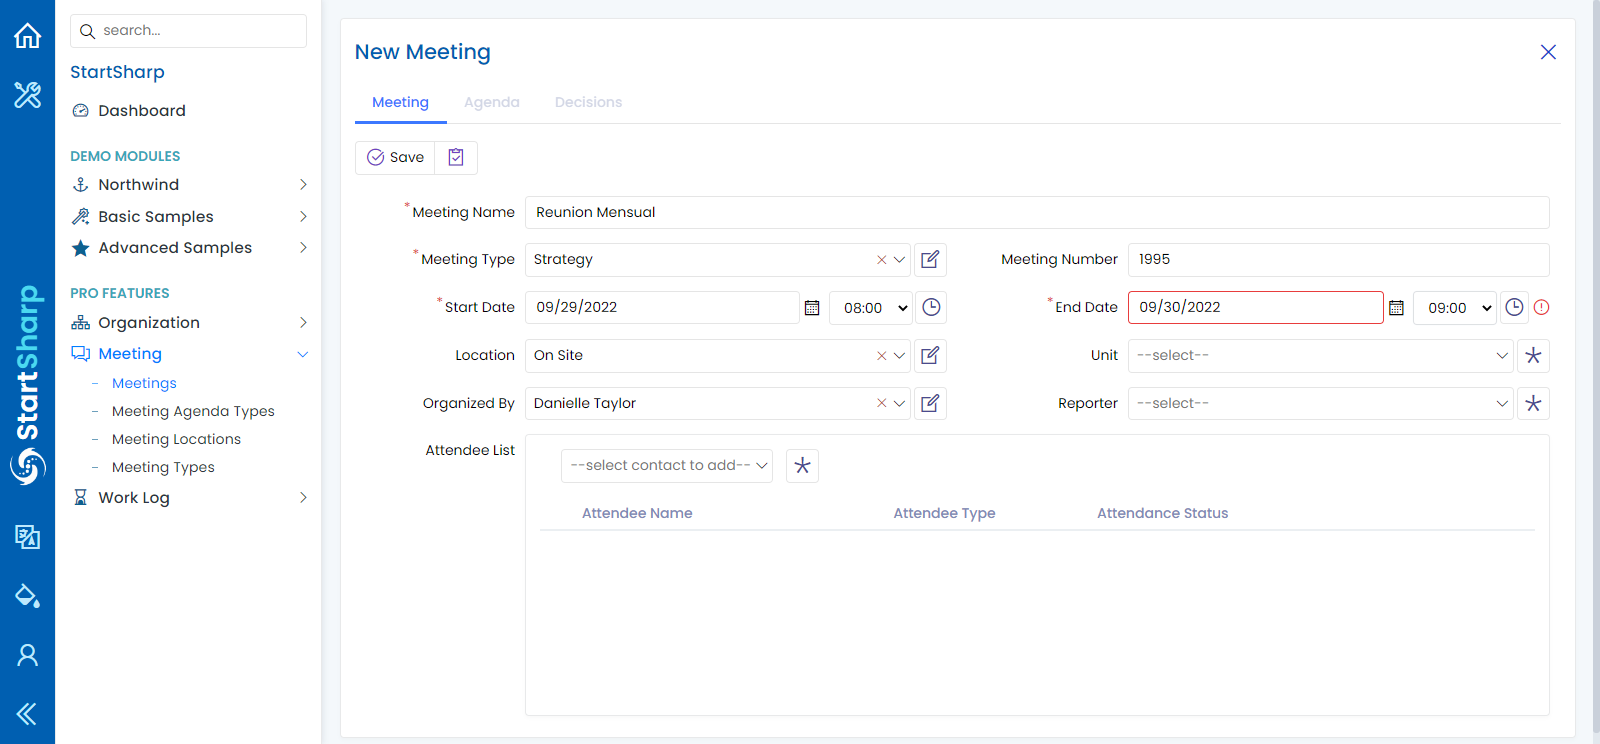 search...
StartSharp
Dashboard
DEMO MODULES
Northwind
Basic Samples
Advanced Samples
PRO FEATURES
Organization
Meeting
- Meetings
- Meeting Agenda Types
- Meeting Locations
- Meeting Types
Work Log
StartSharp
New Meeting
Meeting Agenda Decisions
Save
*Meeting Name Reunion Mensual
*Meeting Type Strategy Meeting Number 1995
*Start Date 09/29/2022 08:00 *End Date 09/30/2022 09:00
Location On Site Unit --select--
Organized By Danielle Taylor Reporter --select--
Attendee List
--select contact to add--
Attendee Name Attendee Type Attendance Status